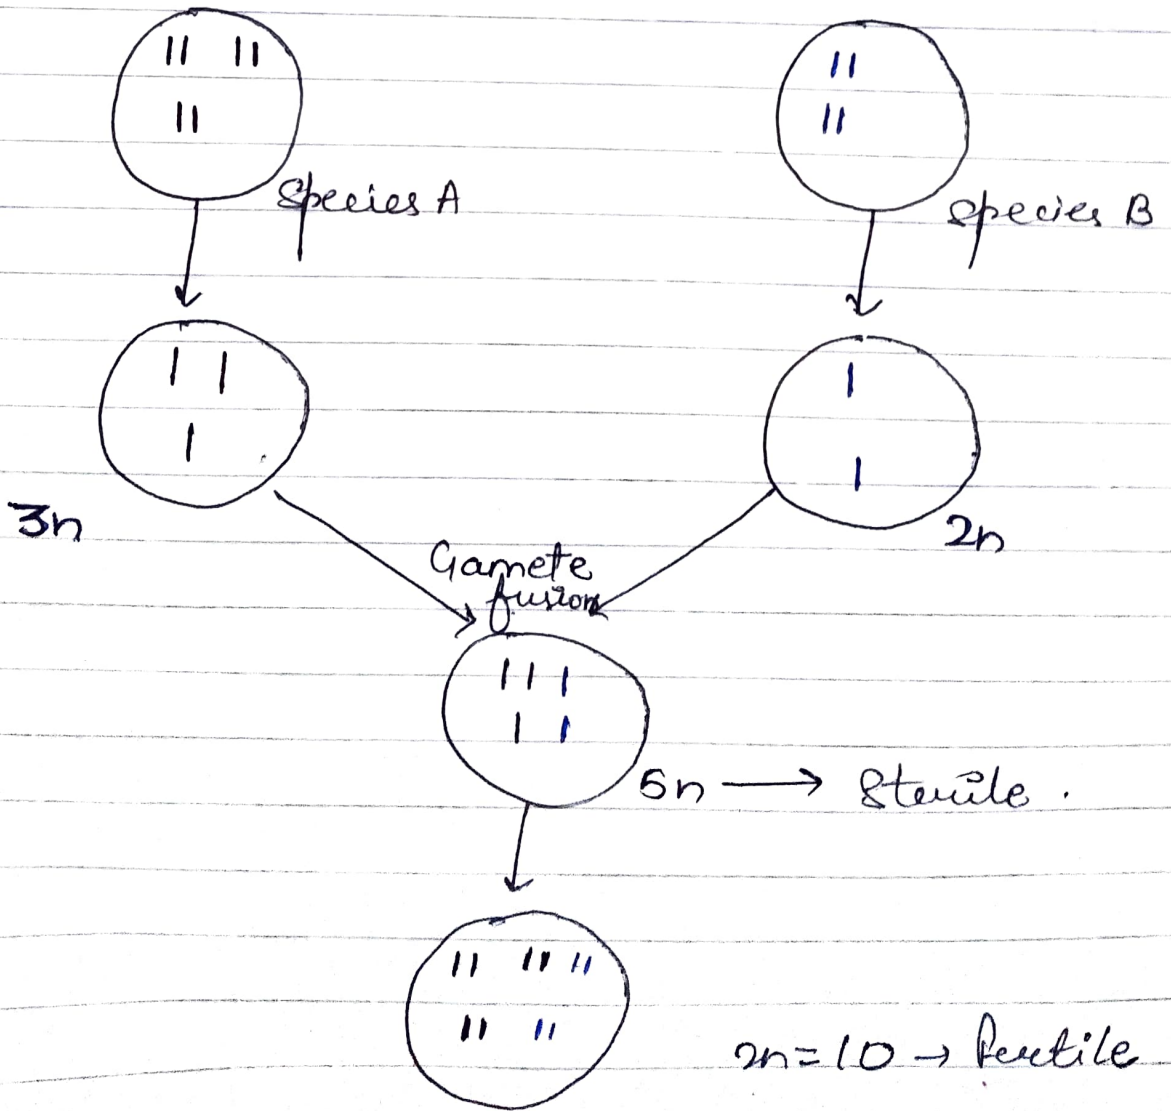 Species A
Species B
3n
2n
Gamete
fusion
5n → Sterile.
2n=10 → Fertile